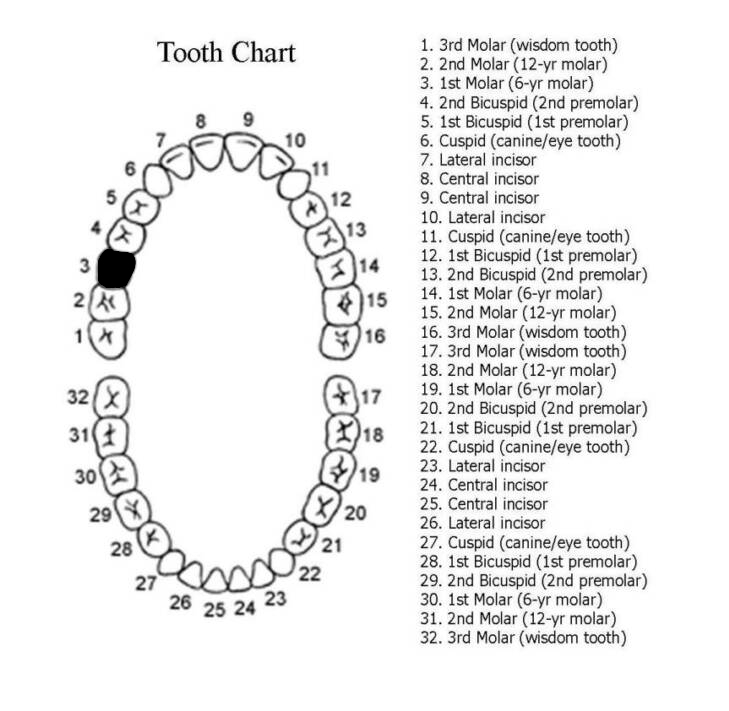 Tooth Chart
1. 3rd Molar (wisdom tooth)
2. 2nd Molar (12-yr molar)
3. 1st Molar (6-yr molar)
4. 2nd Bicuspid (2nd premolar)
5. 1st Bicuspid (1st premolar)
6. Cuspid (canine/eye tooth)
7. Lateral incisor
8. Central incisor
9. Central incisor
10. Lateral incisor
11. Cuspid (canine/eye tooth)
12. 1st Bicuspid (1st premolar)
13. 2nd Bicuspid (2nd premolar)
14. 1st Molar (6-yr molar)
15. 2nd Molar (12-yr molar)
16. 3rd Molar (wisdom tooth)
17. 3rd Molar (wisdom tooth)
18. 2nd Molar (12-yr molar)
19. 1st Molar (6-yr molar)
20. 2nd Bicuspid (2nd premolar)
21. 1st Bicuspid (1st premolar)
22. Cuspid (canine/eye tooth)
23. Lateral incisor
24. Central incisor
25. Central incisor
26. Lateral incisor
27. Cuspid (canine/eye tooth)
28. 1st Bicuspid (1st premolar)
29. 2nd Bicuspid (2nd premolar)
30. 1st Molar (6-yr molar)
31. 2nd Molar (12-yr molar)
32. 3rd Molar (wisdom tooth)
1
2
3
4
5
6
7
8
9
10
11
12
13
14
15
16
17
18
19
20
21
22
23
24
25
26
27
28
29
30
31
32